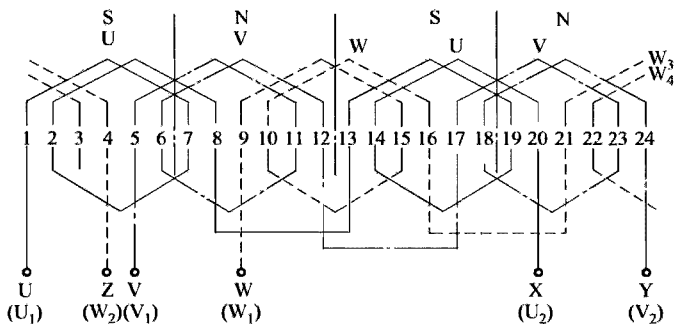 S N S N
U V W U V
W3
W4
1 2 3 4 5 6 7 8 9 10 11 12 13 14 15 16 17 18 19 20 21 22 23 24
U Z V W X Y
(U1) (W2)(V1) (W1) (U2) (V2)